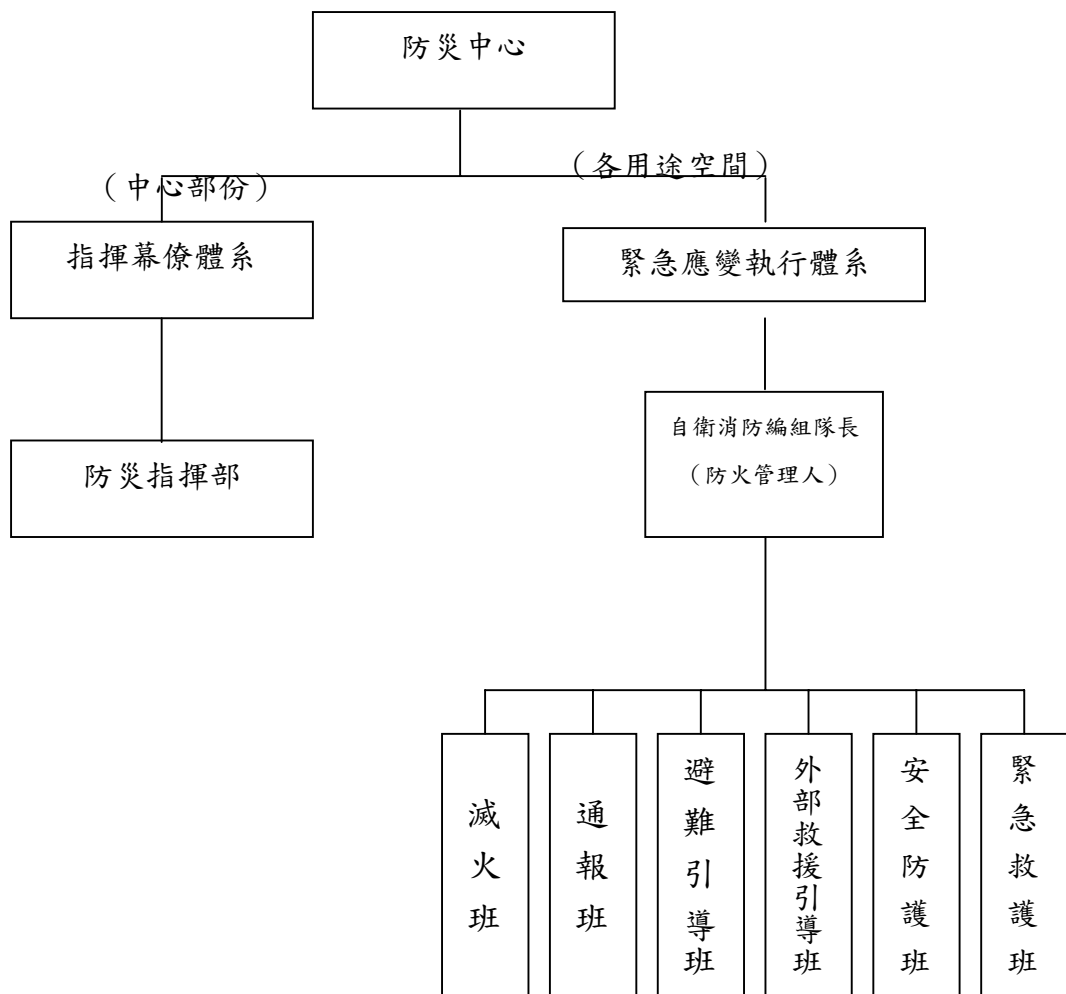 防災中心
（各用途空間）
（中心部份）
指揮幕僚體系
緊急應變執行體系
自衛消防編組隊長
（防火管理人）
防災指揮部
滅火班
通報班
避難引導班
外部救援引導班
安全防護班
緊急救護班